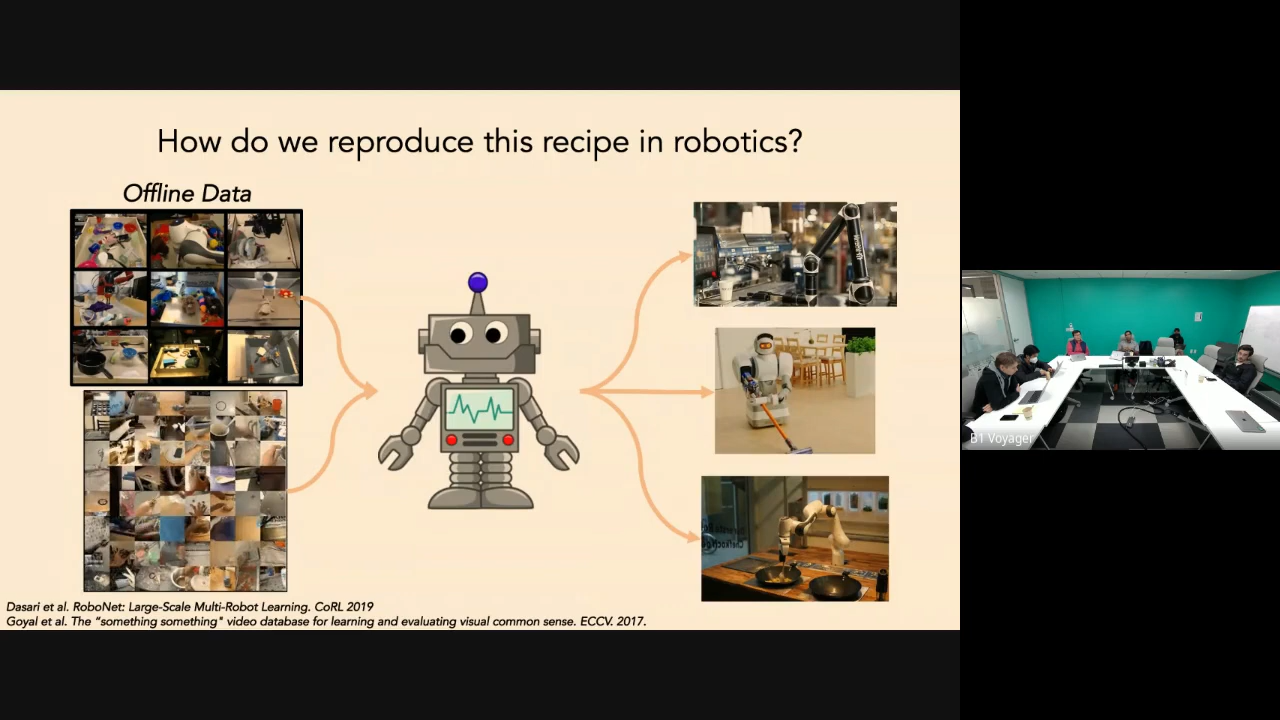 How do we reproduce this recipe in robotics?
Offline Data
Dasari et al. RoboNet: Large-Scale Multi-Robot Learning. CoRL 2019
Goyal et al. The “something something" video database for learning and evaluating visual common sense. ECCV. 2017.
B1 Voyager